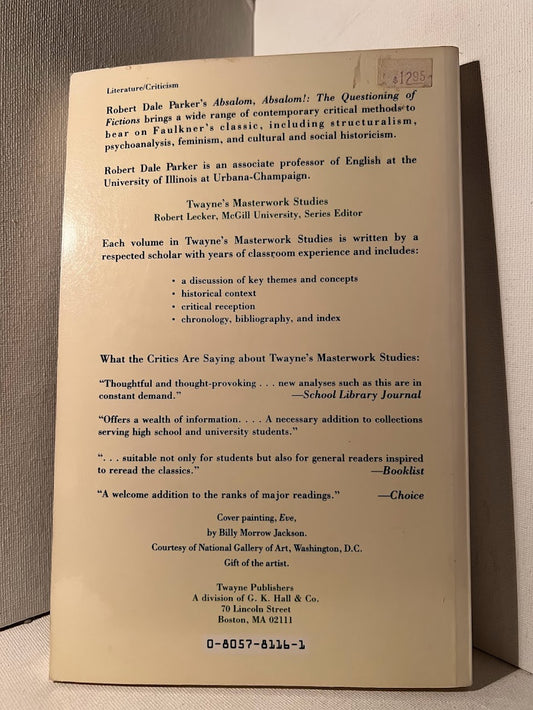 $12.95
Literature/Criticism
Robert Dale Parker's Absalom, Absalom!: The Questioning of
Fictions brings a wide range of contemporary critical methods to
bear on Faulkner's classic, including structuralism,
psychoanalysis, feminism, and cultural and social historicism.
Robert Dale Parker is an associate professor of English at the
University of Illinois at Urbana-Champaign.
Twayne's Masterwork Studies
Robert Lecker, McGill University, Series Editor
Each volume in Twayne's Masterwork Studies is written by a
respected scholar with years of classroom experience and includes:
• a discussion of key themes and concepts
• historical context
• critical reception
• chronology, bibliography, and index
What the Critics Are Saying about Twayne's Masterwork Studies:
"Thoughtful and thought-provoking . . . new analyses such as this are in
constant demand." —School Library Journal
"Offers a wealth of information. . . . A necessary addition to collections
serving high school and university students."
". . . suitable not only for students but also for general readers inspired
to reread the classics." —Booklist
"A welcome addition to the ranks of major readings." —Choice
Cover painting, Eve,
by Billy Morrow Jackson.
Courtesy of National Gallery of Art, Washington, D.C.
Gift of the artist.
Twayne Publishers
A division of G. K. Hall & Co.
70 Lincoln Street
Boston, MA 02111
0-8057-8116-1